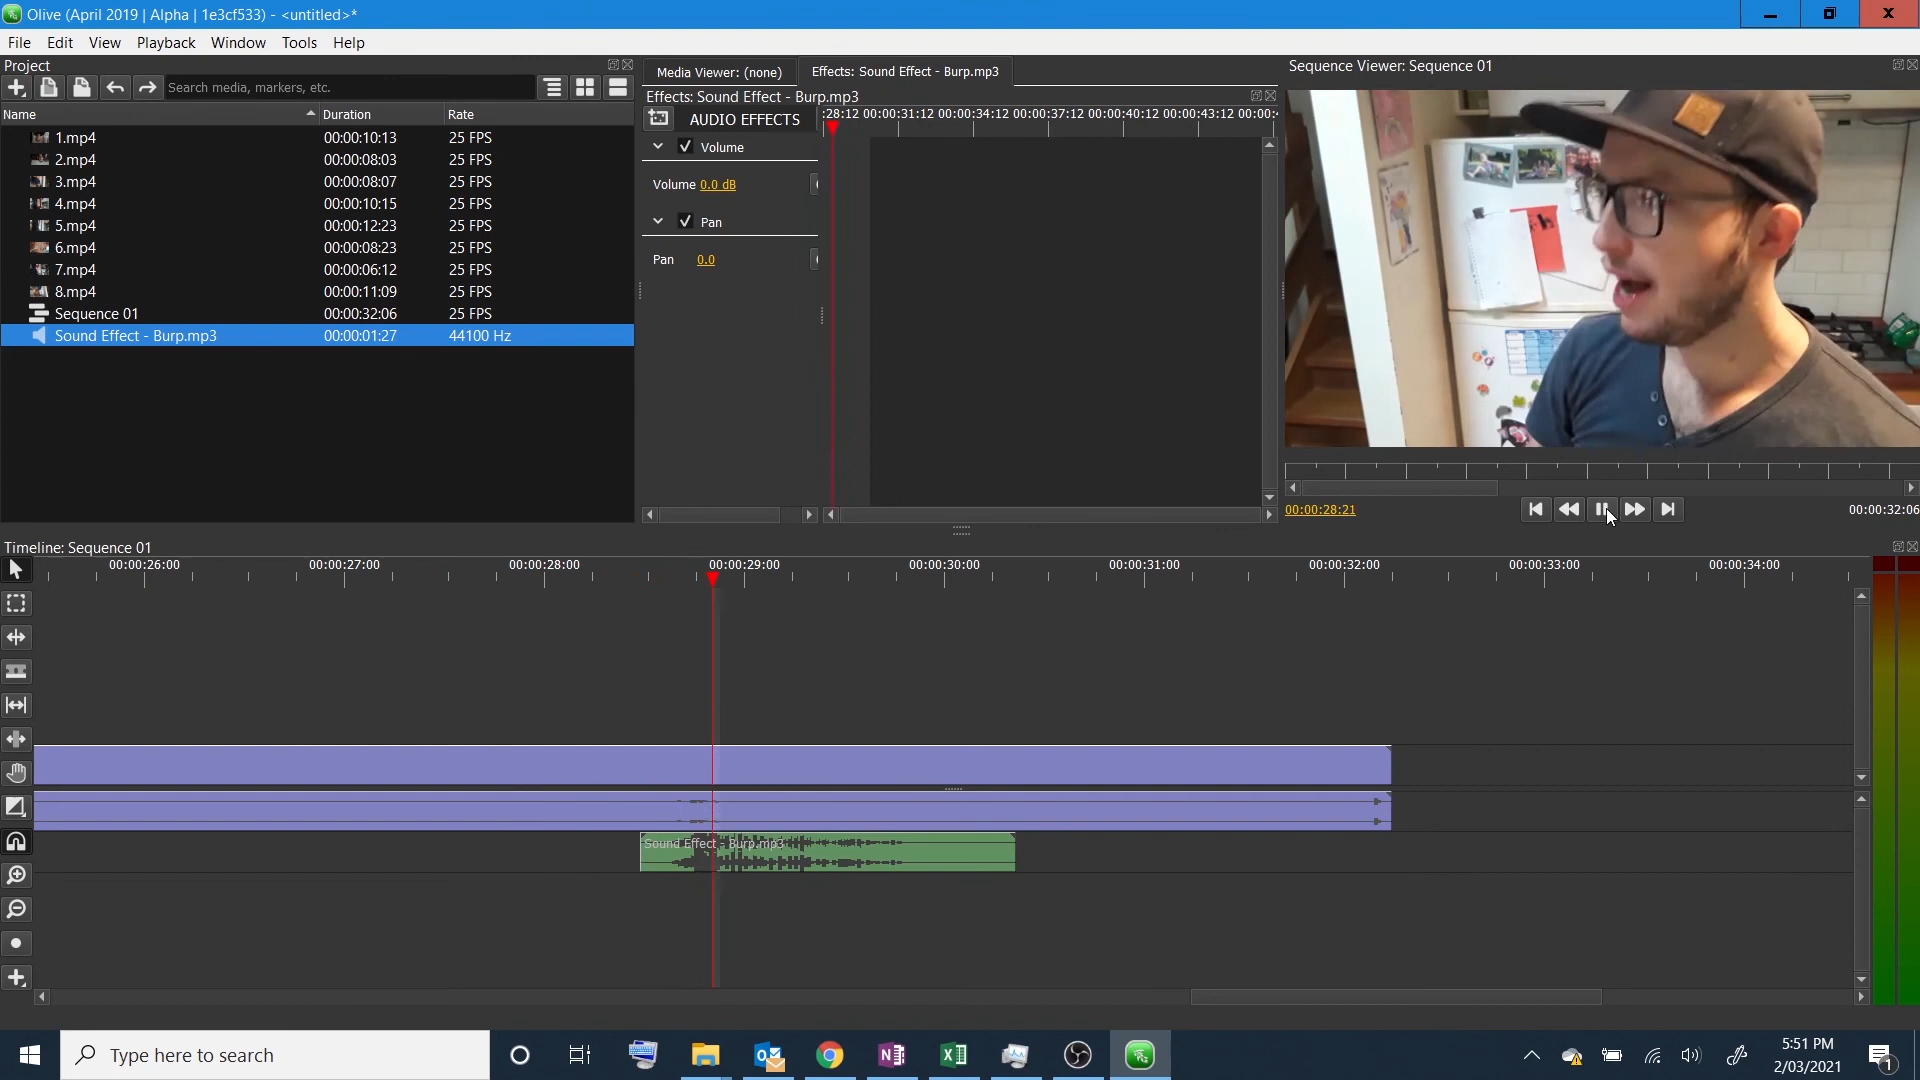 Olive (April 2019 | Alpha | 1e3cf533) - <untitled>*
File Edit View Playback Window Tools Help
Project
Search media, markers, etc.
Name Duration Rate
1.mp4 00:00:10:13 25 FPS
2.mp4 00:00:08:03 25 FPS
3.mp4 00:00:08:07 25 FPS
4.mp4 00:00:10:15 25 FPS
5.mp4 00:00:12:23 25 FPS
6.mp4 00:00:08:23 25 FPS
7.mp4 00:00:06:12 25 FPS
8.mp4 00:00:11:09 25 FPS
Sequence 01 00:00:32:06 25 FPS
Sound Effect - Burp.mp3 00:00:01:27 44100 Hz
Media Viewer: (none) Effects: Sound Effect - Burp.mp3
Effects: Sound Effect - Burp.mp3
AUDIO EFFECTS :28:12 00:00:31:12 00:00:34:12 00:00:37:12 00:00:40:12 00:00:43:12 00:00:4
Volume
Volume 0.0 dB
Pan
Pan 0.0
Sequence Viewer: Sequence 01
00:00:28:21 00:00:32:06
Timeline: Sequence 01
00:00:26:00 00:00:27:00 00:00:28:00 00:00:29:00 00:00:30:00 00:00:31:00 00:00:32:00 00:00:33:00 00:00:34:00
Sound Effect - Burp.mp3
Type here to search
5:51 PM
2/03/2021
1